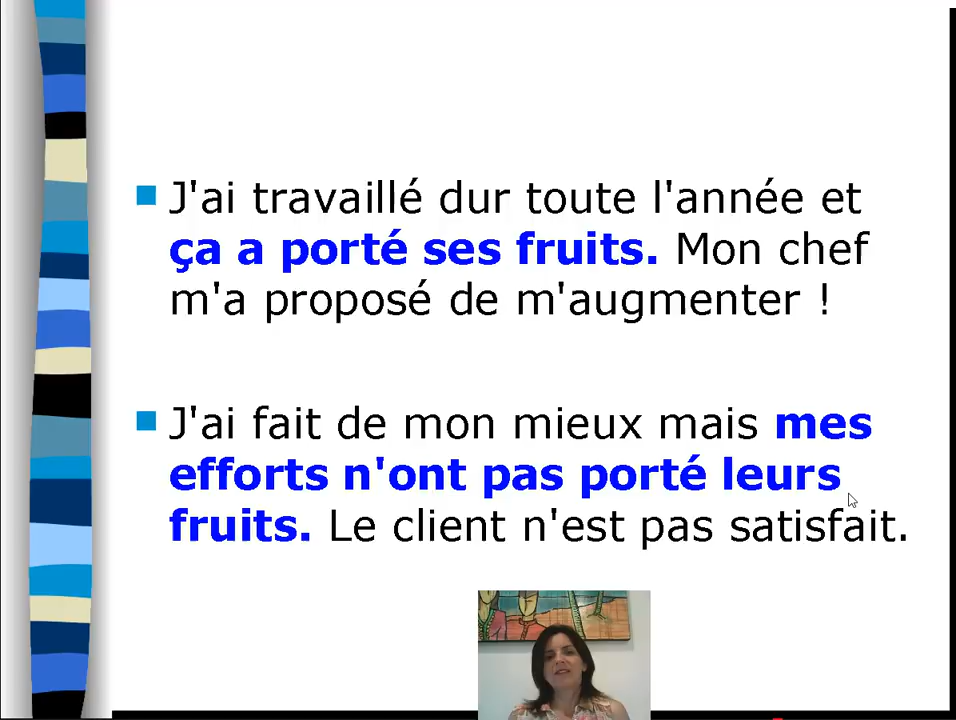 J'ai travaillé dur toute l'année et
ça a porté ses fruits. Mon chef
m'a proposé de m'augmenter !
J'ai fait de mon mieux mais mes
efforts n'ont pas porté leurs
fruits. Le client n'est pas satisfait.